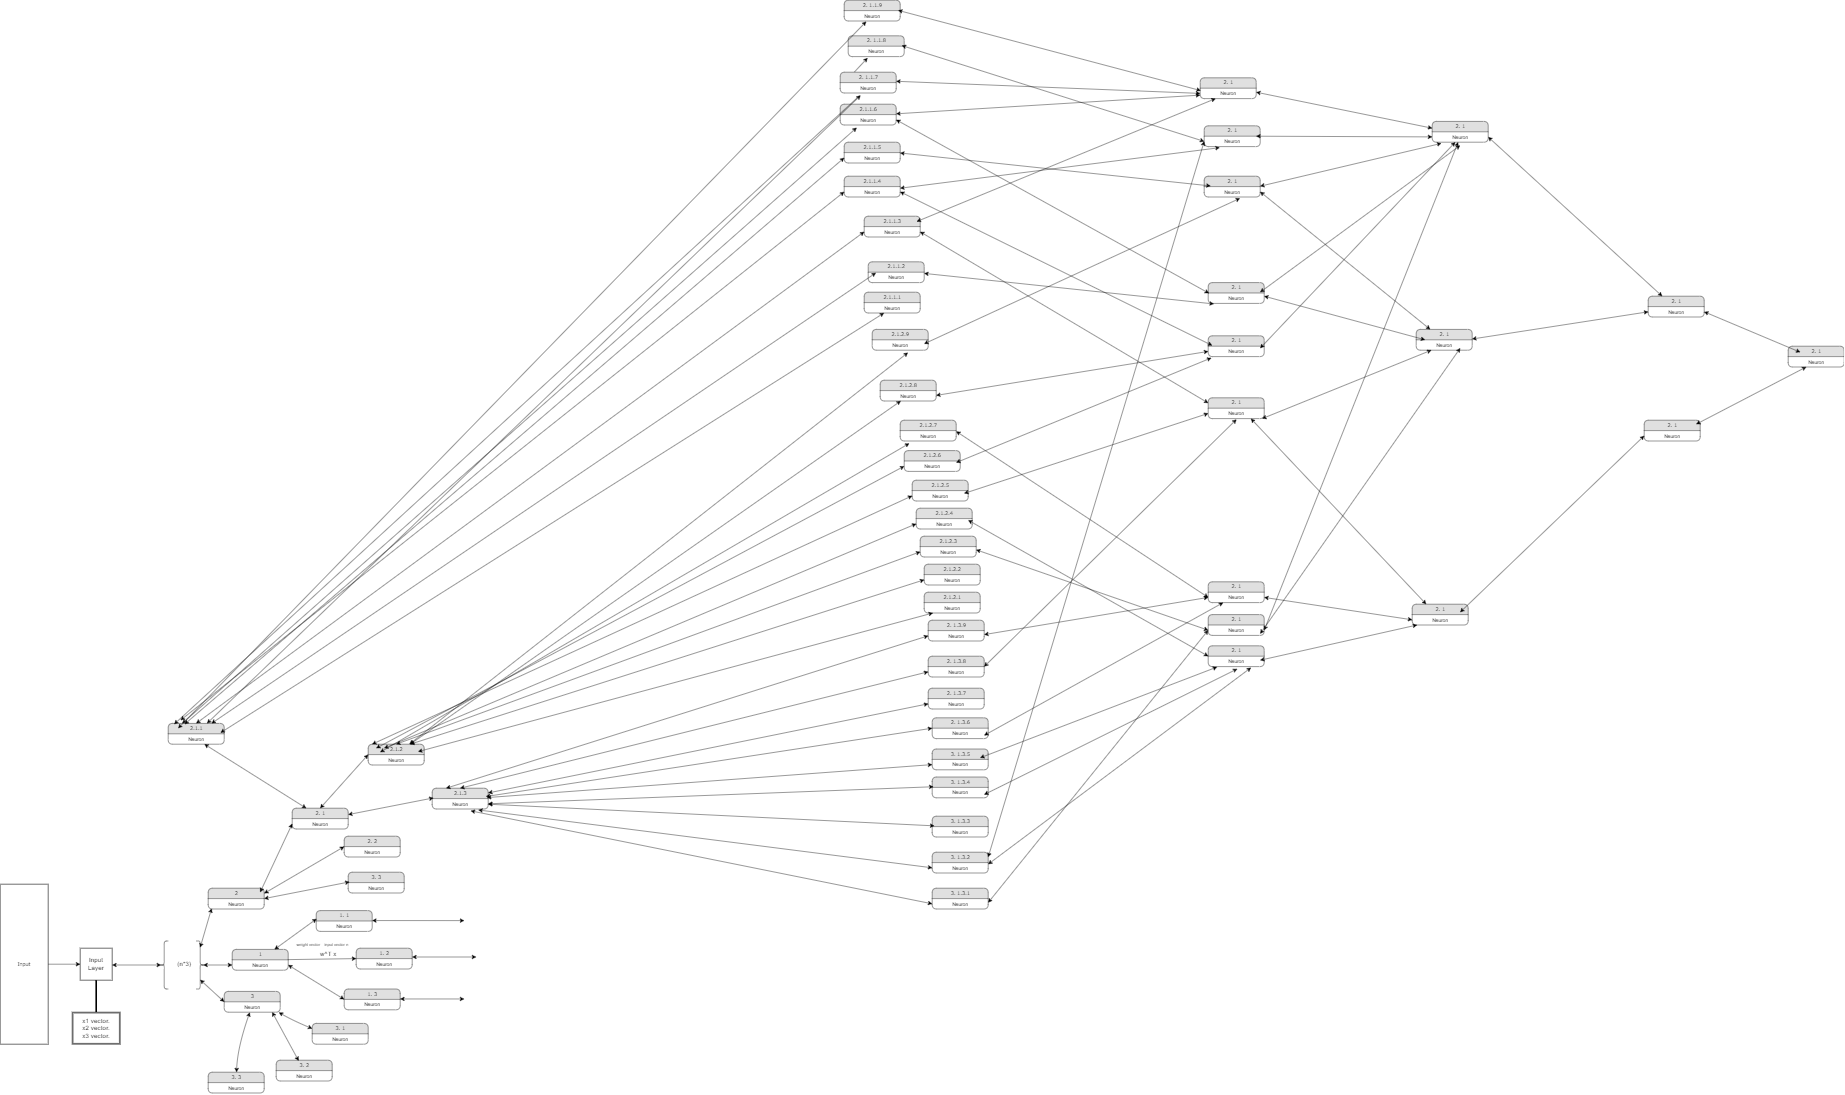 2. 1.1.9
Neuron
2. 1.1.8
Neuron
2. 1.1.7
Neuron
2.1.1.6
Neuron
2.1.1.5
Neuron
2.1.1.4
Neuron
2.1.1.3
Neuron
2.1.1.2
Neuron
2.1.1.1
Neuron
2.1.2.9
Neuron
2.1.2.8
Neuron
2.1.2.7
Neuron
2.1.2.6
Neuron
2.1.2.5
Neuron
2.1.2.4
Neuron
2.1.2.3
Neuron
2.1.2.2
Neuron
2.1.2.1
Neuron
2. 1.3.9
Neuron
2. 1.3.8
Neuron
2. 1.3.7
Neuron
2. 1.3.6
Neuron
3. 1.3.5
Neuron
3. 1.3.4
Neuron
3. 1.3.3
Neuron
3. 1.3.2
Neuron
3. 1.3.1
Neuron
2. 1
Neuron
2. 1
Neuron
2. 1
Neuron
2. 1
Neuron
2. 1
Neuron
2. 1
Neuron
2. 1
Neuron
2. 1
Neuron
2. 1
Neuron
2. 1
Neuron
2. 1
Neuron
2. 1
Neuron
2. 1
Neuron
2. 1
Neuron
2. 1
Neuron
2.1.1
Neuron
2.1.2
Neuron
2.1.3
Neuron
2. 1
Neuron
2. 2
Neuron
3. 3
Neuron
2
Neuron
1. 1
Neuron
weight vector input vector n
w^T x
1
Neuron
1. 2
Neuron
1. 3
Neuron
Input
Input
Layer
(n^3)
x1 vector.
x2 vector.
x3 vector.
3
Neuron
3. 1
Neuron
3. 2
Neuron
3. 3
Neuron